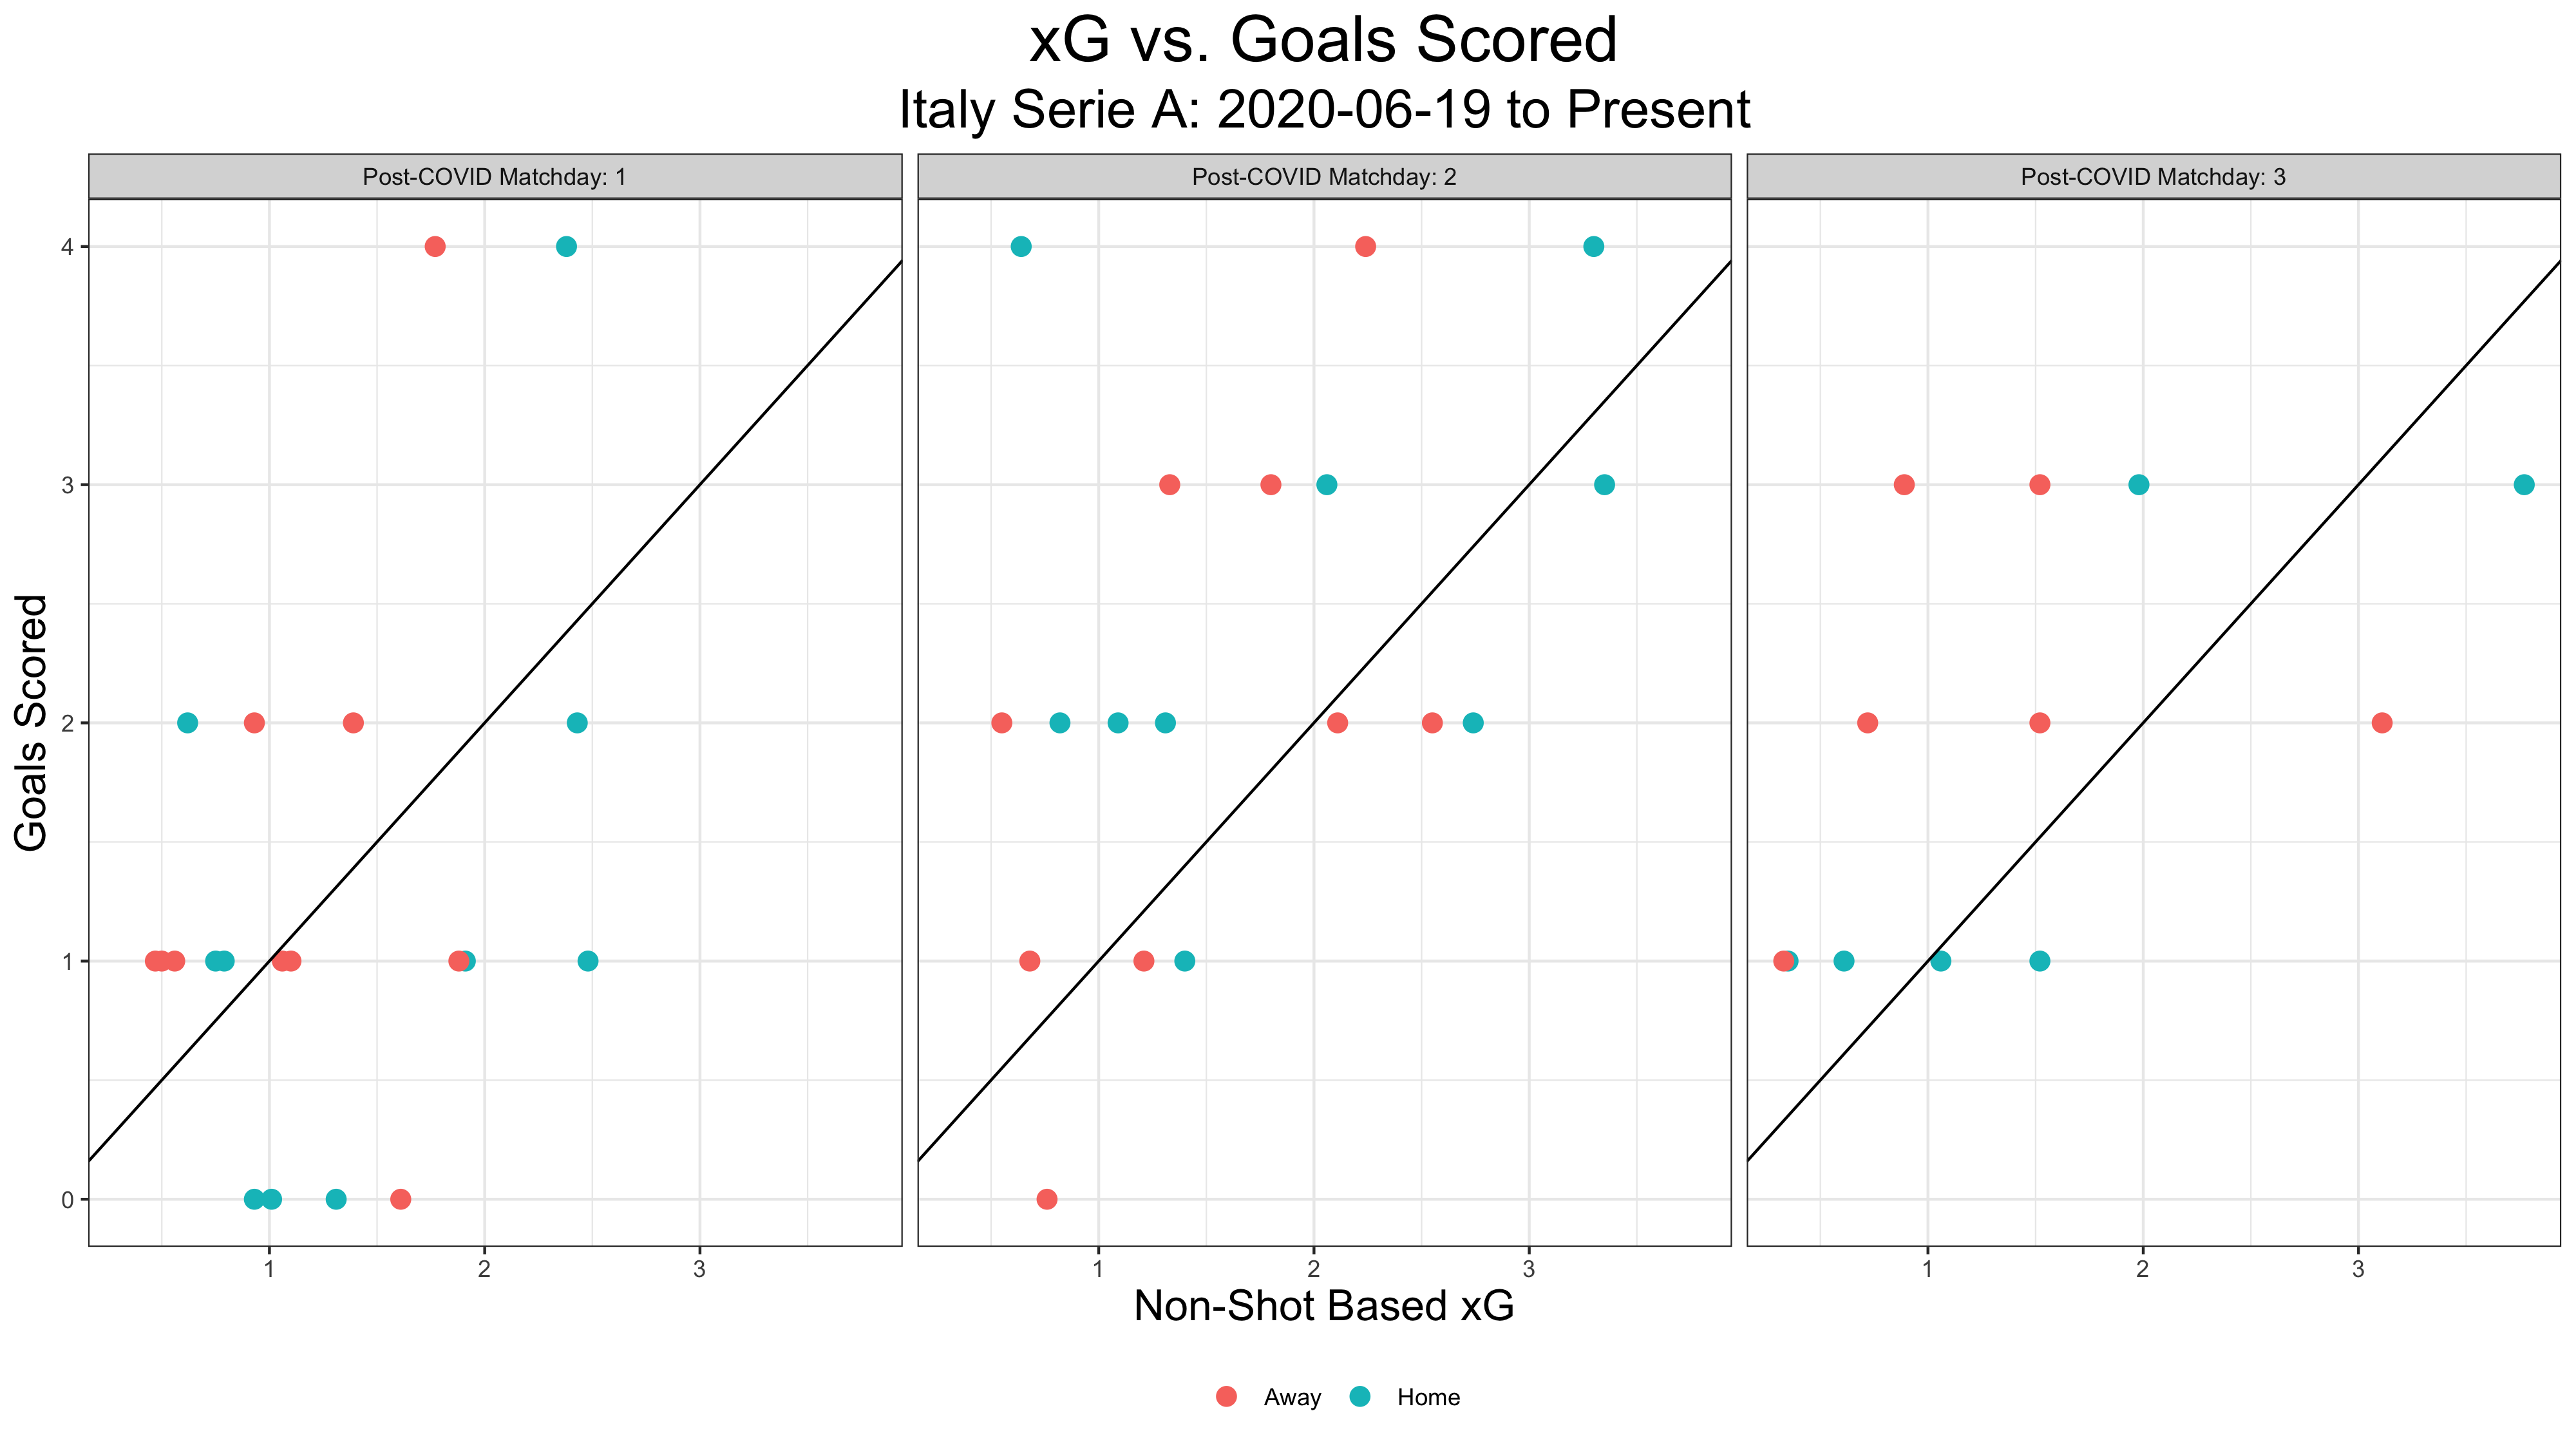 xG vs. Goals Scored
Italy Serie A: 2020-06-19 to Present
Post-COVID Matchday: 1
Post-COVID Matchday: 2
Post-COVID Matchday: 3
Goals Scored
4
3
2
1
0
1 2 3
1 2 3
1 2 3
Non-Shot Based xG
Away Home